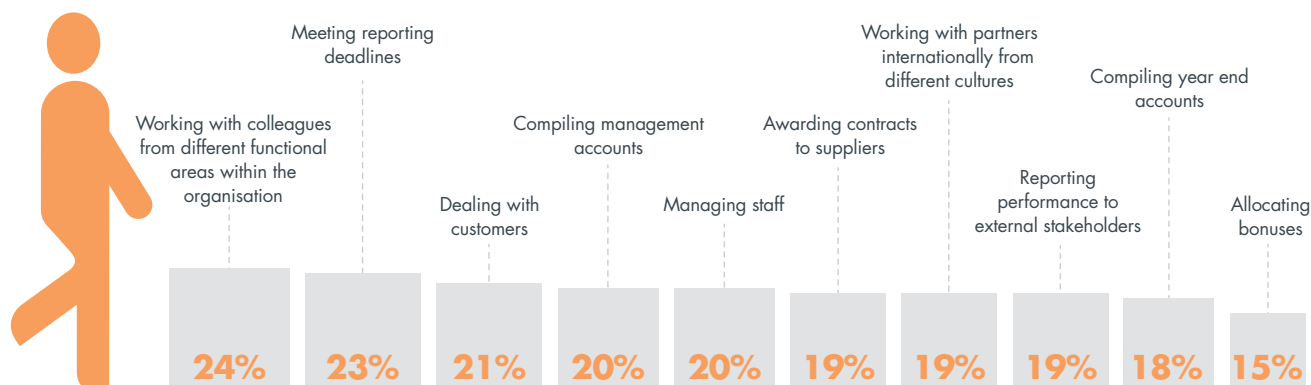 Working with colleagues
from different functional
areas within the
organisation
24%
Meeting reporting
deadlines
23%
Dealing with
customers
21%
Compiling management
accounts
20%
Managing staff
20%
Awarding contracts
to suppliers
19%
Working with partners
internationally from
different cultures
19%
Reporting
performance to
external stakeholders
19%
Compiling year end
accounts
18%
Allocating
bonuses
15%